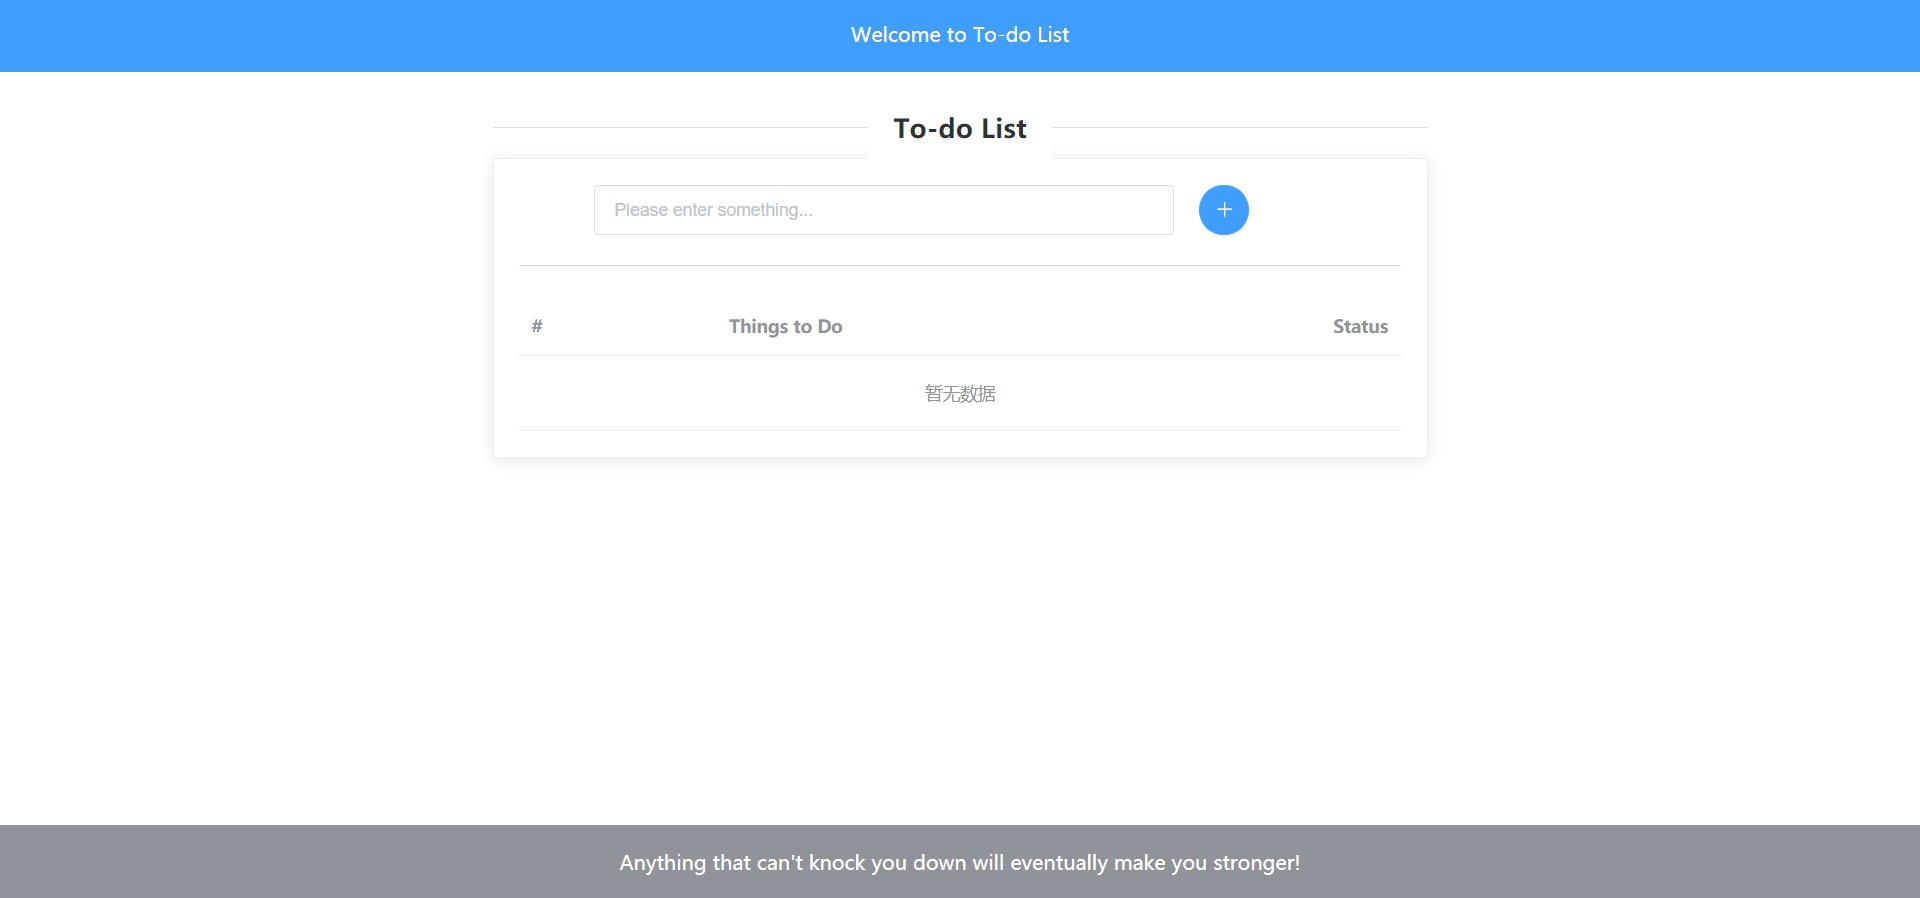 Welcome to To-do List
To-do List
Please enter something...
# Things to Do Status
暂无数据
Anything that can't knock you down will eventually make you stronger!